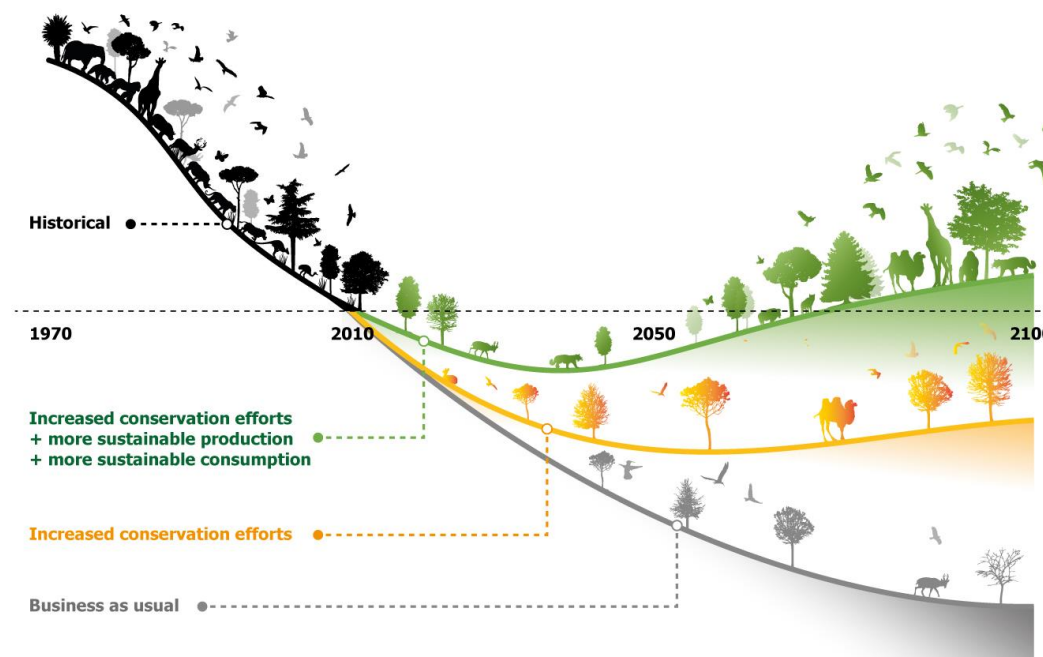 Historical
1970
2010
2050
2100
Increased conservation efforts
+ more sustainable production
+ more sustainable consumption
Increased conservation efforts
Business as usual